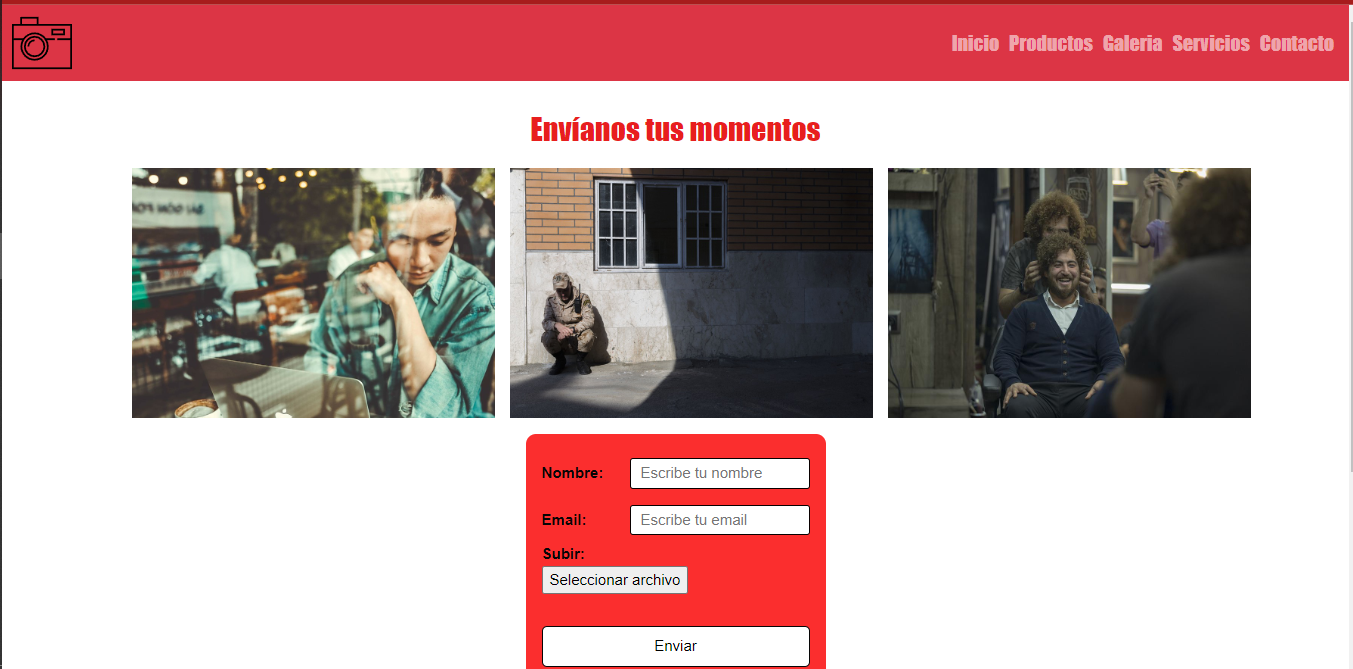 Inicio Productos Galeria Servicios Contacto
Envíanos tus momentos
Nombre: Escribe tu nombre
Email: Escribe tu email
Subir:
Seleccionar archivo
Enviar